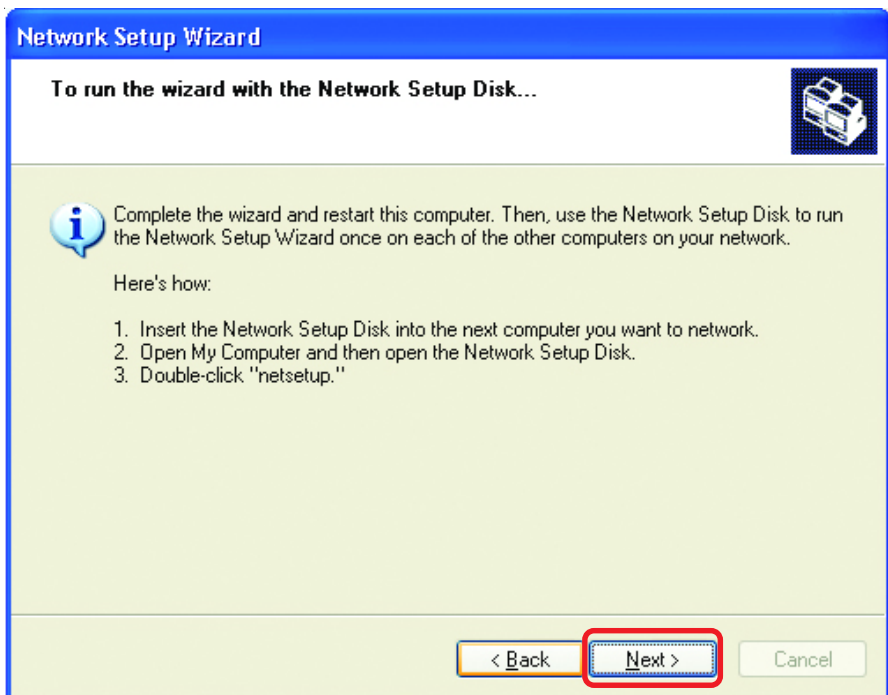 Network Setup Wizard
To run the wizard with the Network Setup Disk...
Complete the wizard and restart this computer. Then, use the Network Setup Disk to run
the Network Setup Wizard once on each of the other computers on your network.
Here's how:
1. Insert the Network Setup Disk into the next computer you want to network.
2. Open My Computer and then open the Network Setup Disk.
3. Double-click "netsetup."
< Back Next > Cancel